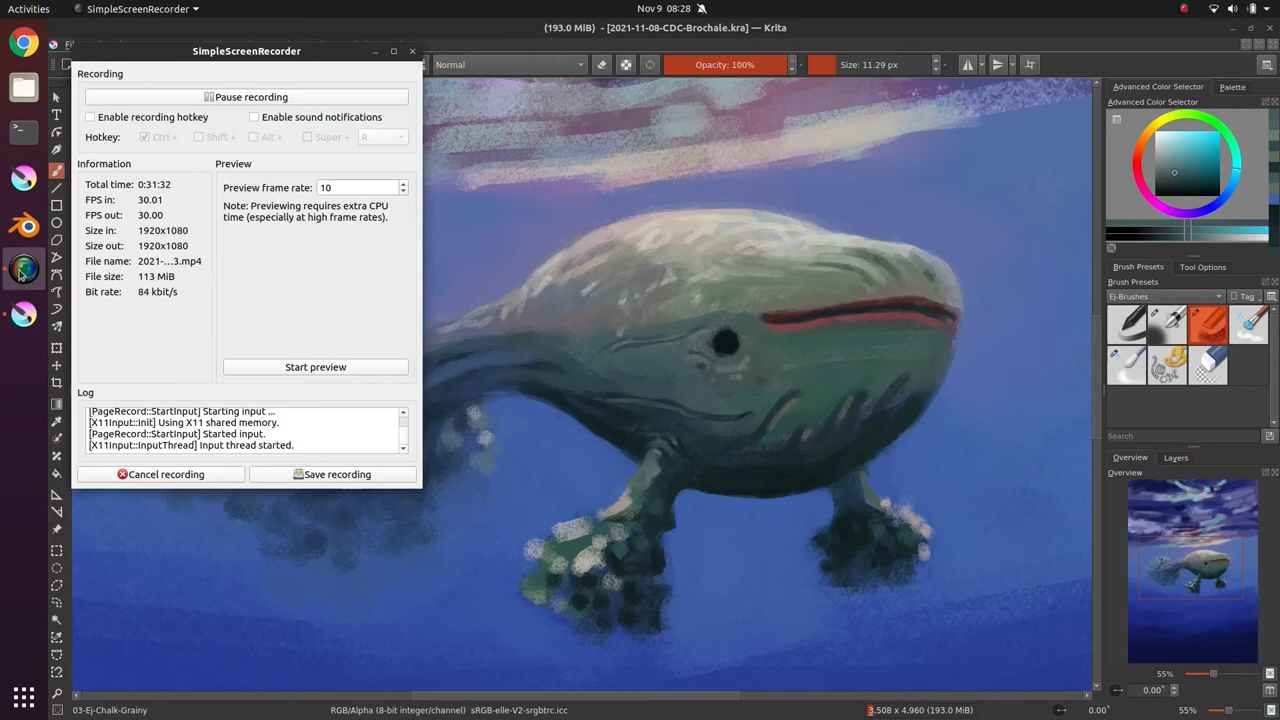 Activities
SimpleScreenRecorder
Nov 9 08:28
(193.0 MiB) - [2021-11-08-CDC-Brochale.kra] — Krita
SimpleScreenRecorder
Recording
Pause recording
Enable recording hotkey
Enable sound notifications
Hotkey:
Ctrl +
Shift +
Alt +
Super +
R
Information
Total time: 0:31:32
FPS in: 30.01
FPS out: 30.00
Size in: 1920x1080
Size out: 1920x1080
File name: 2021-...3.mp4
File size: 113 MiB
Bit rate: 84 kbit/s
Preview
Preview frame rate: 10
Note: Previewing requires extra CPU
time (especially at high frame rates).
Start preview
Log
[PageRecord::StartInput] Starting input ...
[X11Input::Init] Using X11 shared memory.
[PageRecord::StartInput] Started input.
[X11Input::InputThread] Input thread started.
Cancel recording
Save recording
Normal
Opacity: 100%
Size: 11.29 px
Advanced Color Selector
Palette
Advanced Color Selector
Brush Presets
Tool Options
Brush Presets
Ej-Brushes
Tag
Search
Overview
Layers
Overview
55%
0.00°
03-Ej-Chalk-Grainy
RGB/Alpha (8-bit integer/channel) sRGB-elle-V2-srgbtrc.icc
3,508 x 4,960 (193.0 MiB)
0.00°
55%